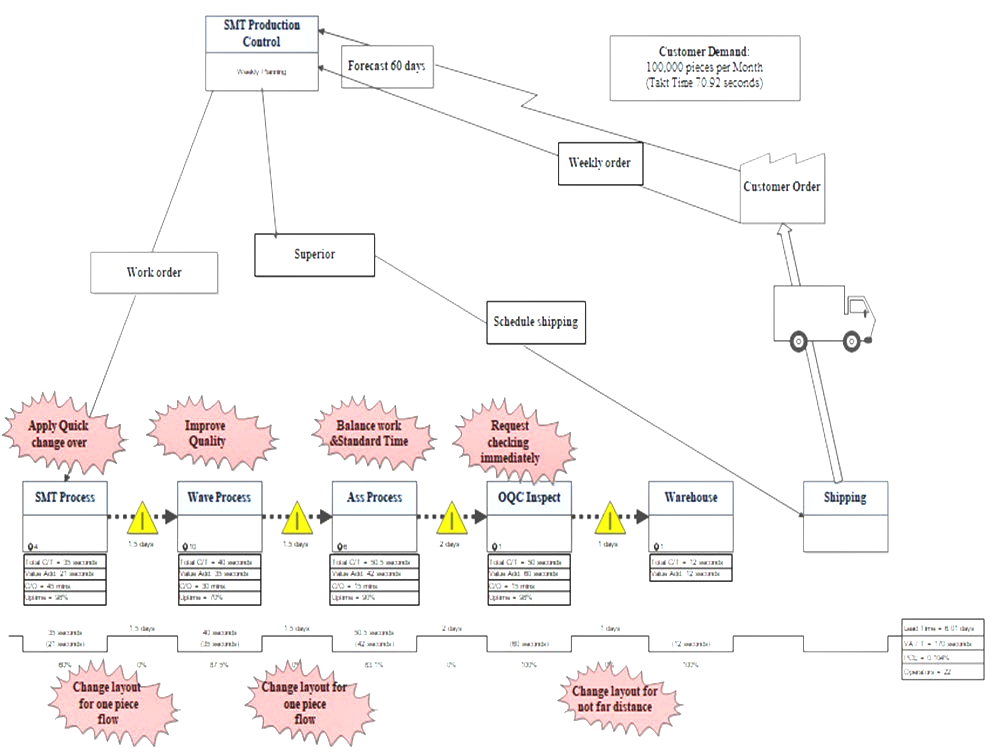 SMT Production
Control
Weekly Planning
Forecast 60 days
Customer Demand:
100,000 pieces per Month
(Takt Time 70.92 seconds)
Weekly order
Customer Order
Work order
Superior
Schedule shipping
Apply Quick
change over
Improve
Quality
Balance work
&Standard Time
Request
checking
immediately
SMT Process
Wave Process
Ass Process
OQC Inspect
Warehouse
Shipping
4
1.5 days
10
1.5 days
6
2 days
1
1 days
1
Total C/T = 35 seconds
Value Add. 21 seconds
C/O = 45 mins
Uptime = 98%
Total C/T = 40 seconds
Value Add. 35 seconds
C/O = 30 mins
Uptime = 70%
Total C/T = 50.5 seconds
Value Add. 42 seconds
C/O = 15 mins
Uptime = 90%
Total C/T = 50
Value Add. 60 seconds
C/O = 15 mins
Uptime = 98%
Total C/T = 12 seconds
Value Add. 12 seconds
35 seconds
(21 seconds)
1.5 days
40 seconds
(35 seconds)
1.5 days
50.5 seconds
(42 seconds)
2 days
(60 seconds)
1 days
(12 seconds)
60%
0%
87.5%
83.1%
0%
100%
100%
Lead Time = 6.01 days
VA / T = 170 seconds
PCE = 0.104%
Operators = 22
Change layout
for one piece
flow
Change layout for
one piece
flow
Change layout for
not far distance